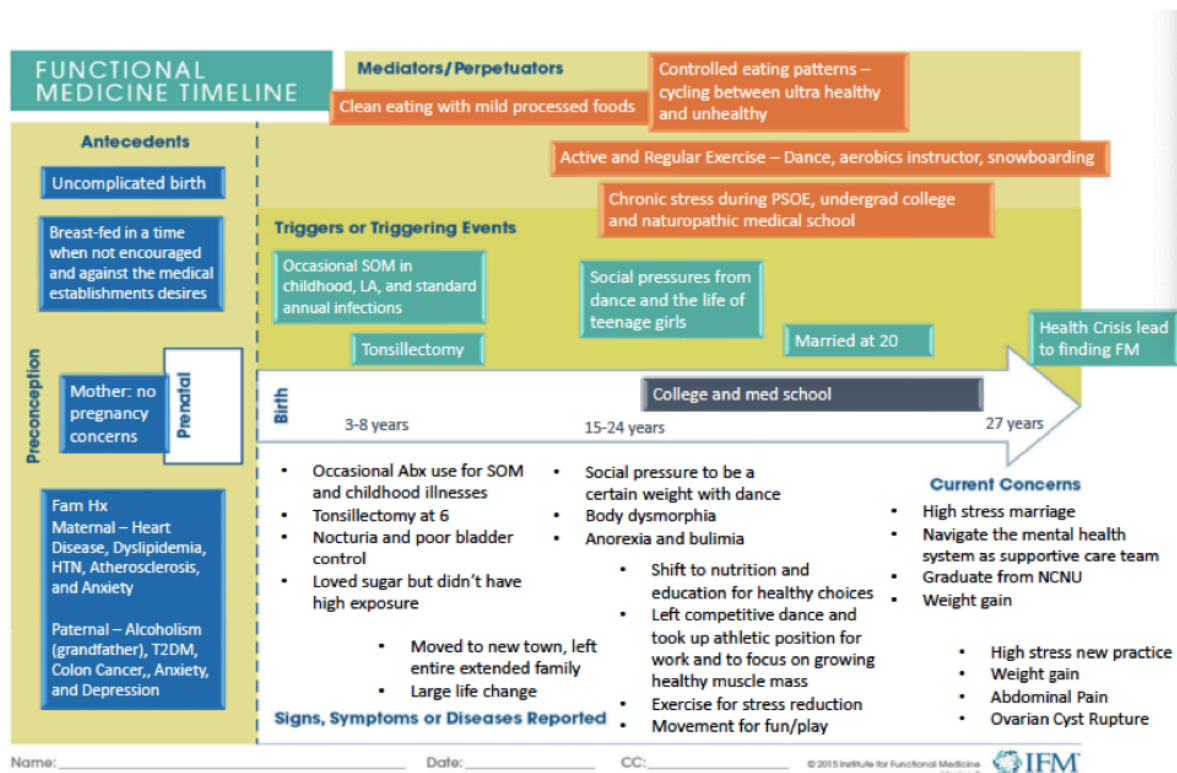 FUNCTIONAL
MEDICINE TIMELINE
Mediators/Perpetuators
Clean eating with mild processed foods
Controlled eating patterns –
cycling between ultra healthy
and unhealthy
Active and Regular Exercise – Dance, aerobics instructor, snowboarding
Chronic stress during PSOE, undergrad college
and naturopathic medical school
Antecedents
Uncomplicated birth
Breast-fed in a time
when not encouraged
and against the medical
establishments desires
Triggers or Triggering Events
Occasional SOM in
childhood, LA, and standard
annual infections
Tonsillectomy
Social pressures from
dance and the life of
teenage girls
Married at 20
Health Crisis lead
to finding FM
Preconception
Mother: no
pregnancy
concerns
Prenatal
Birth
College and med school
3-8 years
15-24 years
27 years
Fam Hx
Maternal – Heart
Disease, Dyslipidemia,
HTN, Atherosclerosis,
and Anxiety
Paternal – Alcoholism
(grandfather), T2DM,
Colon Cancer,, Anxiety,
and Depression
• Occasional Abx use for SOM
and childhood illnesses
• Tonsillectomy at 6
• Nocturia and poor bladder
control
• Loved sugar but didn't have
high exposure
• Moved to new town, left
entire extended family
• Large life change
• Social pressure to be a
certain weight with dance
• Body dysmorphia
• Anorexia and bulimia
• Shift to nutrition and
education for healthy choices
• Left competitive dance and
took up athletic position for
work and to focus on growing
healthy muscle mass
• Exercise for stress reduction
• Movement for fun/play
Current Concerns
• High stress marriage
• Navigate the mental health
system as supportive care team
• Graduate from NCNU
• Weight gain
• High stress new practice
• Weight gain
• Abdominal Pain
• Ovarian Cyst Rupture
Signs, Symptoms or Diseases Reported
Name:
Date:
CC:
© 2015 Institute for Functional Medicine
IFM